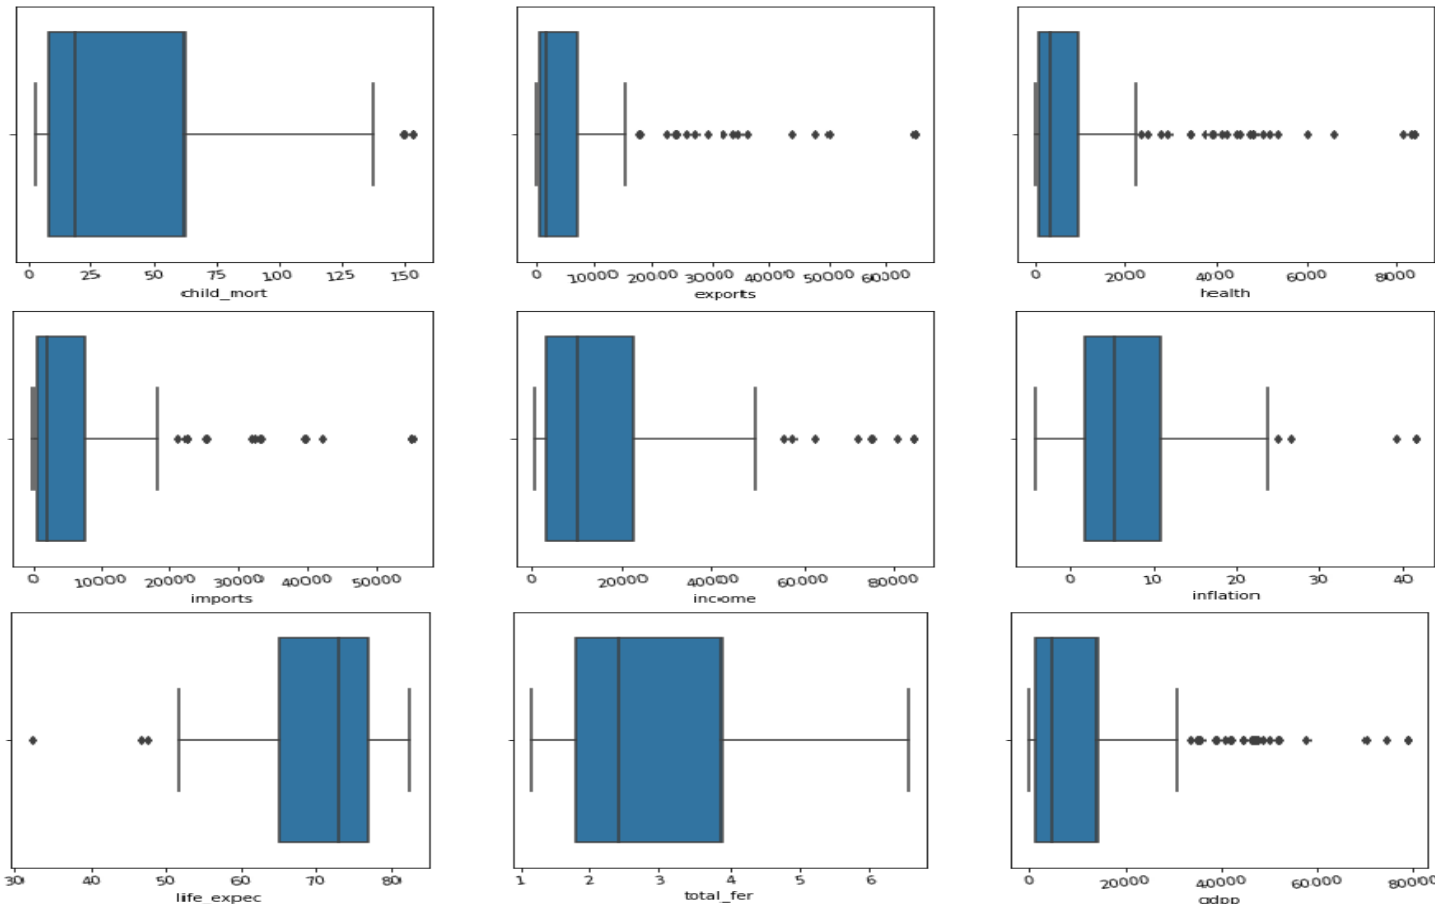 0 25 50 75 100 125 150
child_mort
0 10000 20000 30000 40000 50000 60000
exports
0 2000 4000 6000 8000
health
0 10000 20000 30000 40000 50000
imports
0 20000 40000 60000 80000
income
0 10 20 30 40
inflation
30 40 50 60 70 80
life_expec
1 2 3 4 5 6
total_fer
0 20000 40000 60000 80000
gdpp